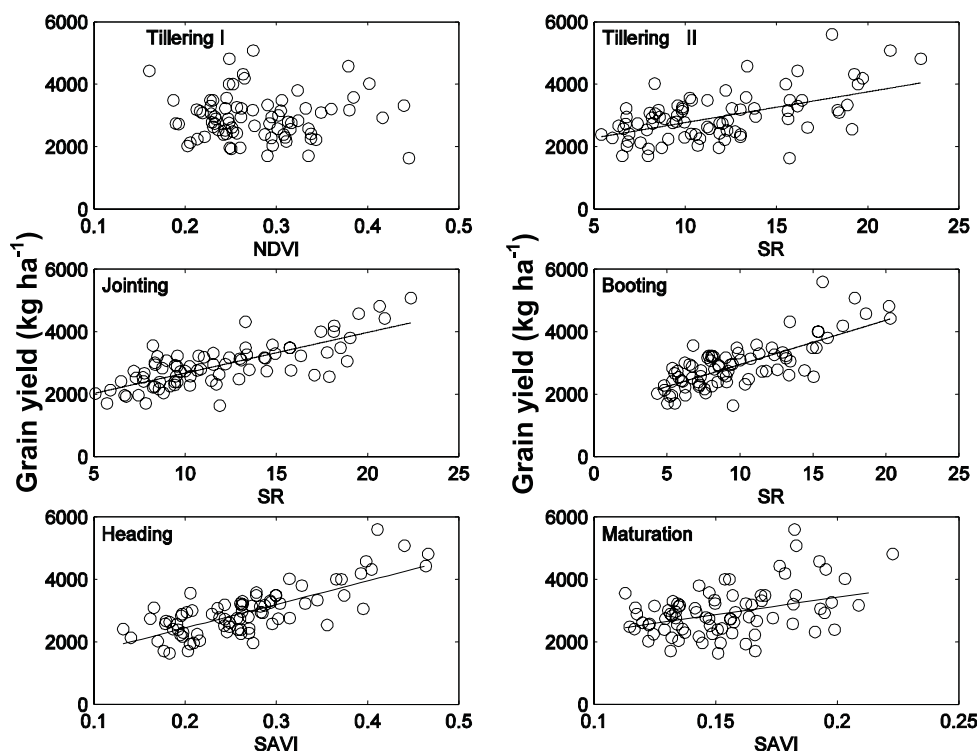 6000
4000
2000
0
Tillering I
0.1 0.2 0.3 0.4 0.5
NDVI
6000
4000
2000
0
Tillering II
5 10 15 20 25
SR
Grain yield (kg ha⁻¹)
6000
4000
2000
0
Jointing
5 10 15 20 25
SR
Grain yield (kg ha⁻¹)
6000
4000
2000
0
Booting
0 5 10 15 20 25
SR
6000
4000
2000
0
Heading
0.1 0.2 0.3 0.4 0.5
SAVI
6000
4000
2000
0
Maturation
0.1 0.15 0.2 0.25
SAVI